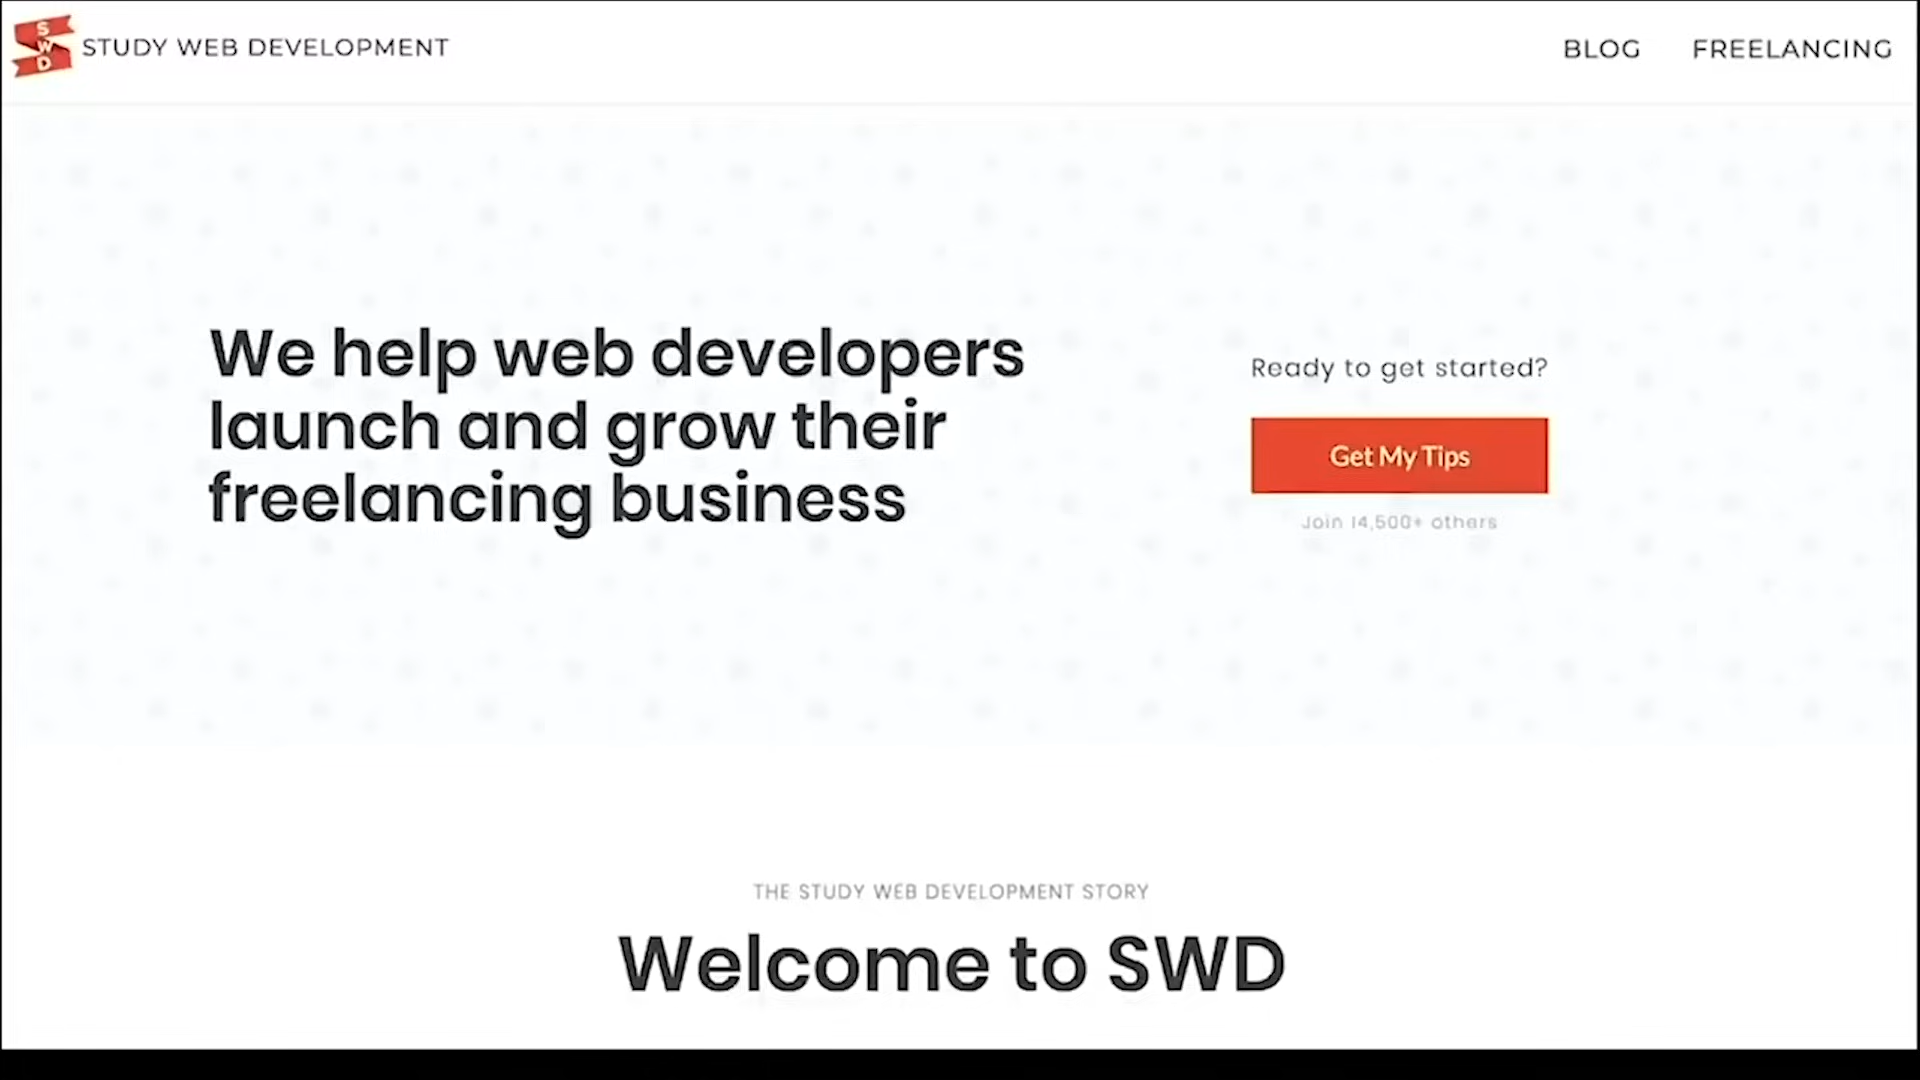 SWD
STUDY WEB DEVELOPMENT
BLOG
FREELANCING
We help web developers
launch and grow their
freelancing business
Ready to get started?
Get My Tips
Join 14,500+ others
THE STUDY WEB DEVELOPMENT STORY
Welcome to SWD